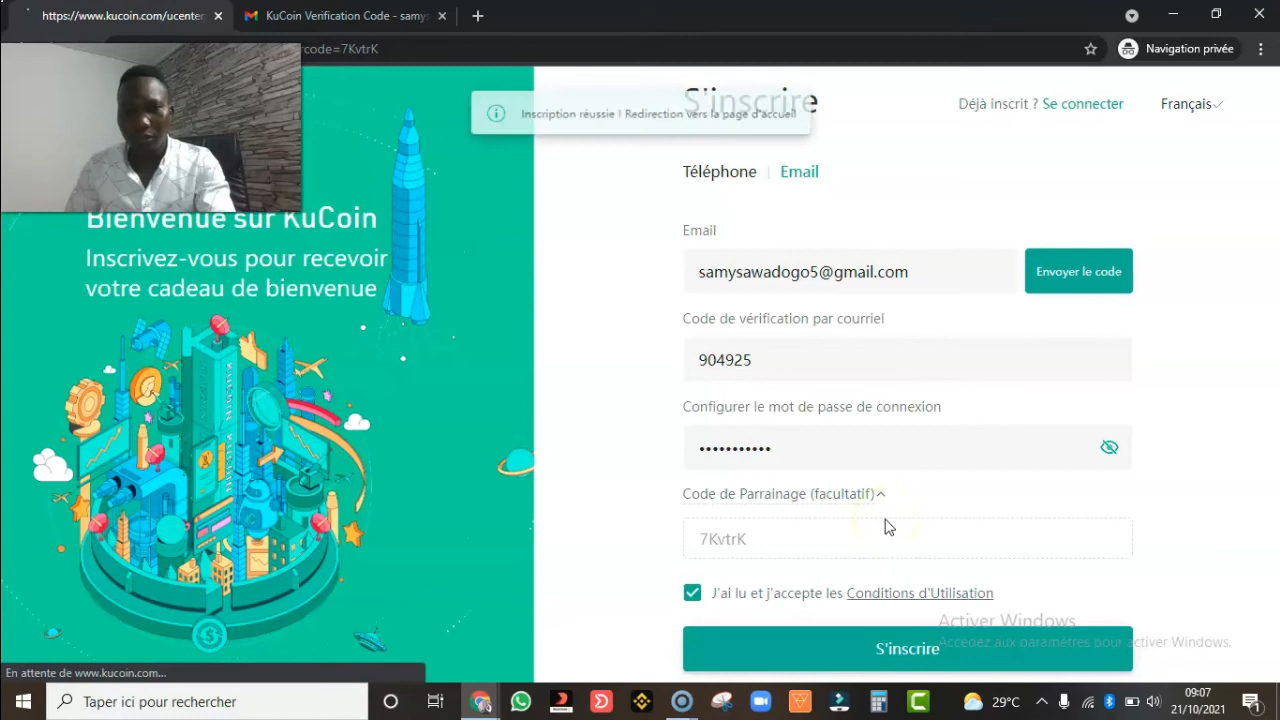 https://www.kucoin.com/ucenter
KuCoin Verification Code - samys
rcode=7KvtrK
Navigation privée
S'inscrire
Inscription réussie ! Redirection vers la page d'accueil
Déjà inscrit ? Se connecter
Français
Téléphone | Email
Bienvenue sur KuCoin
Inscrivez-vous pour recevoir
votre cadeau de bienvenue
Email
samysawadogo5@gmail.com
Envoyer le code
Code de vérification par courriel
904925
Configurer le mot de passe de connexion
•••••••••••
Code de Parrainage (facultatif)
7KvtrK
J'ai lu et j'accepte les Conditions d'Utilisation
Activer Windows
Accédez aux paramètres pour activer Windows.
S'inscrire
En attente de www.kucoin.com...
Taper ici pour rechercher
29°C
09:07
21/10/2021